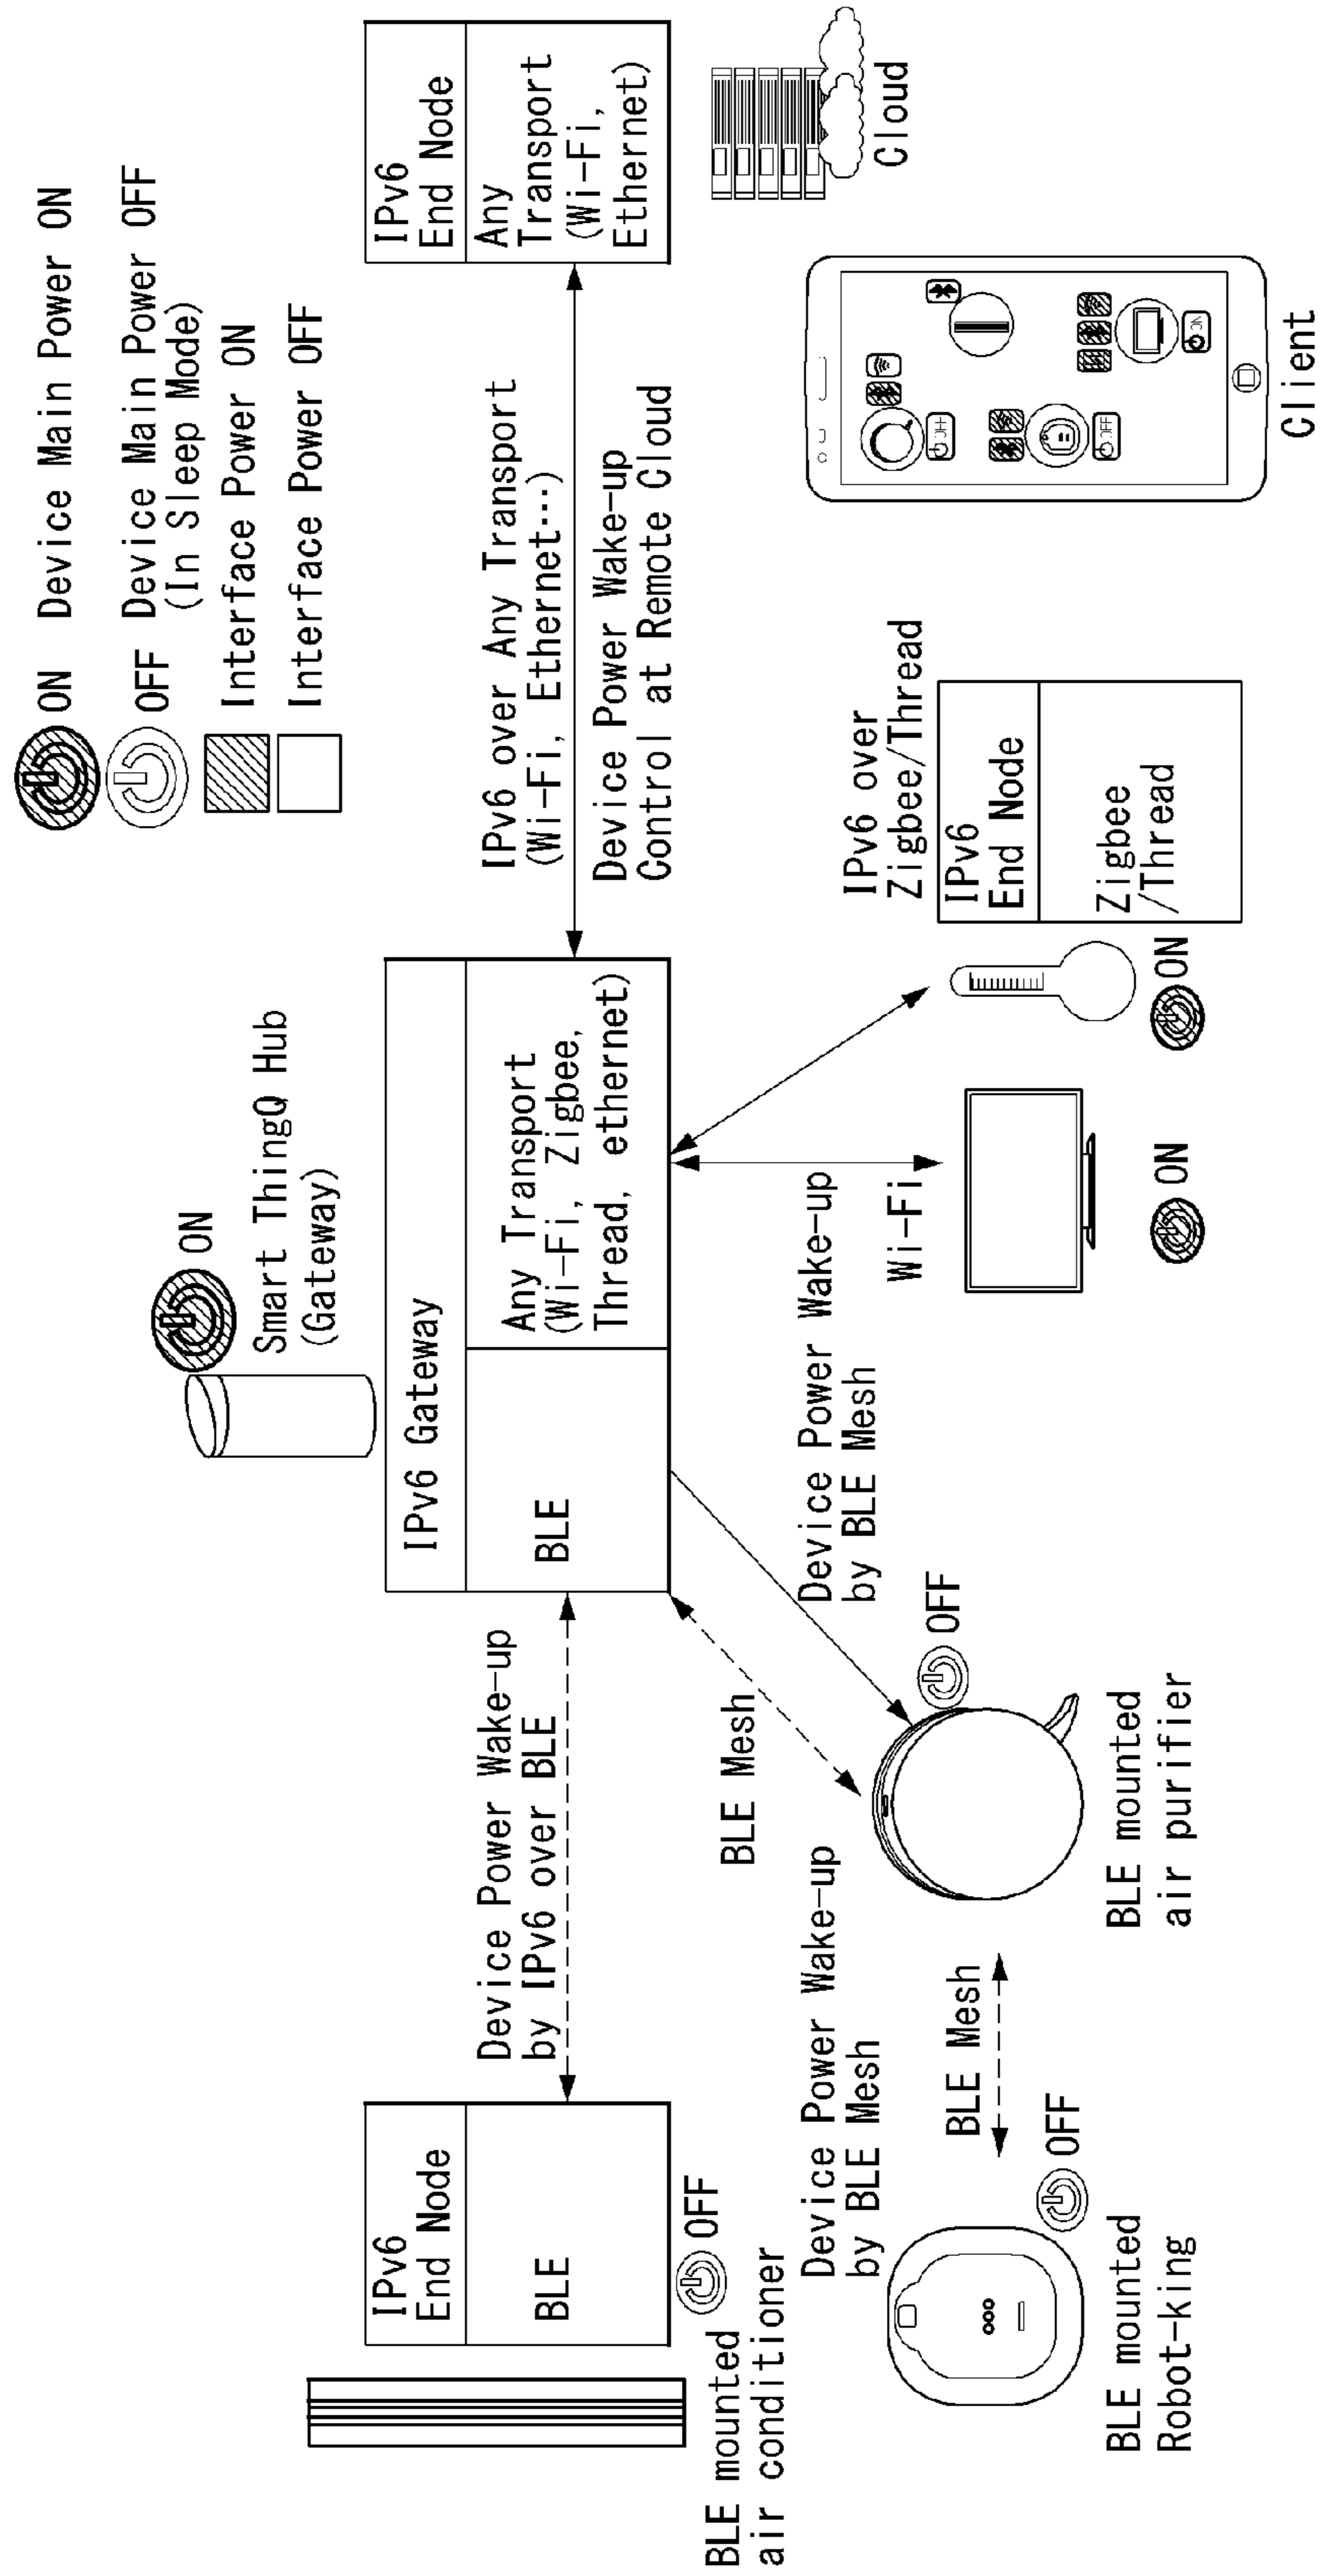 ON Device Main Power ON
OFF Device Main Power OFF
(In Sleep Mode)
Interface Power ON
Interface Power OFF
ON
Smart ThingQ Hub
(Gateway)
IPv6
End Node
BLE
OFF
BLE mounted
air conditioner
Device Power Wake-up
by IPv6 over BLE
IPv6 Gateway
BLE
Any Transport
(Wi-Fi, Zigbee,
Thread, ethernet)
IPv6 over Any Transport
(Wi-Fi, Ethernet···)
Device Power Wake-up
Control at Remote Cloud
IPv6
End Node
Any
Transport
(Wi-Fi,
Ethernet)
Cloud
BLE Mesh
Device Power Wake-up
by BLE Mesh
Device Power Wake-up
by BLE Mesh
BLE Mesh
OFF
BLE mounted
Robot-king
OFF
BLE mounted
air purifier
Wi-Fi
ON
ON
IPv6 over
Zigbee/Thread
IPv6
End Node
Zigbee
/Thread
OFF
OFF
ON
Client